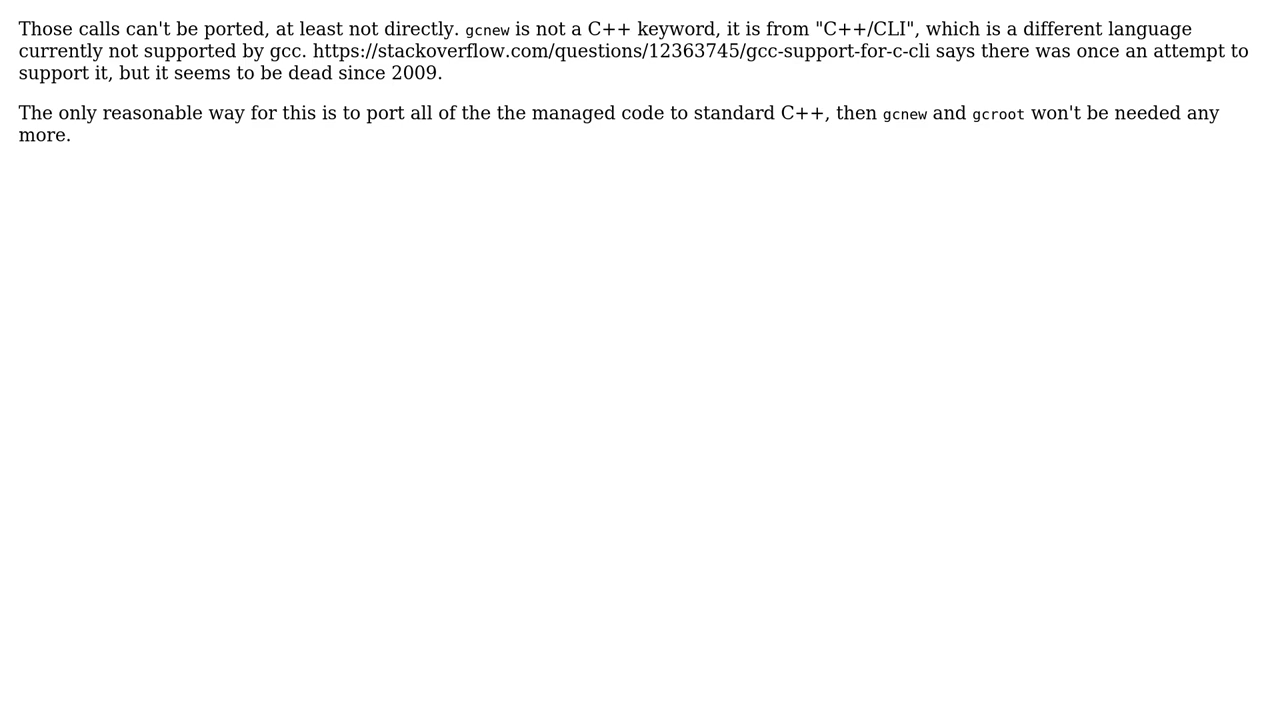 Those calls can't be ported, at least not directly. gcnew is not a C++ keyword, it is from "C++/CLI", which is a different language
currently not supported by gcc. https://stackoverflow.com/questions/12363745/gcc-support-for-c-cli says there was once an attempt to
support it, but it seems to be dead since 2009.
The only reasonable way for this is to port all of the the managed code to standard C++, then gcnew and gcroot won't be needed any
more.